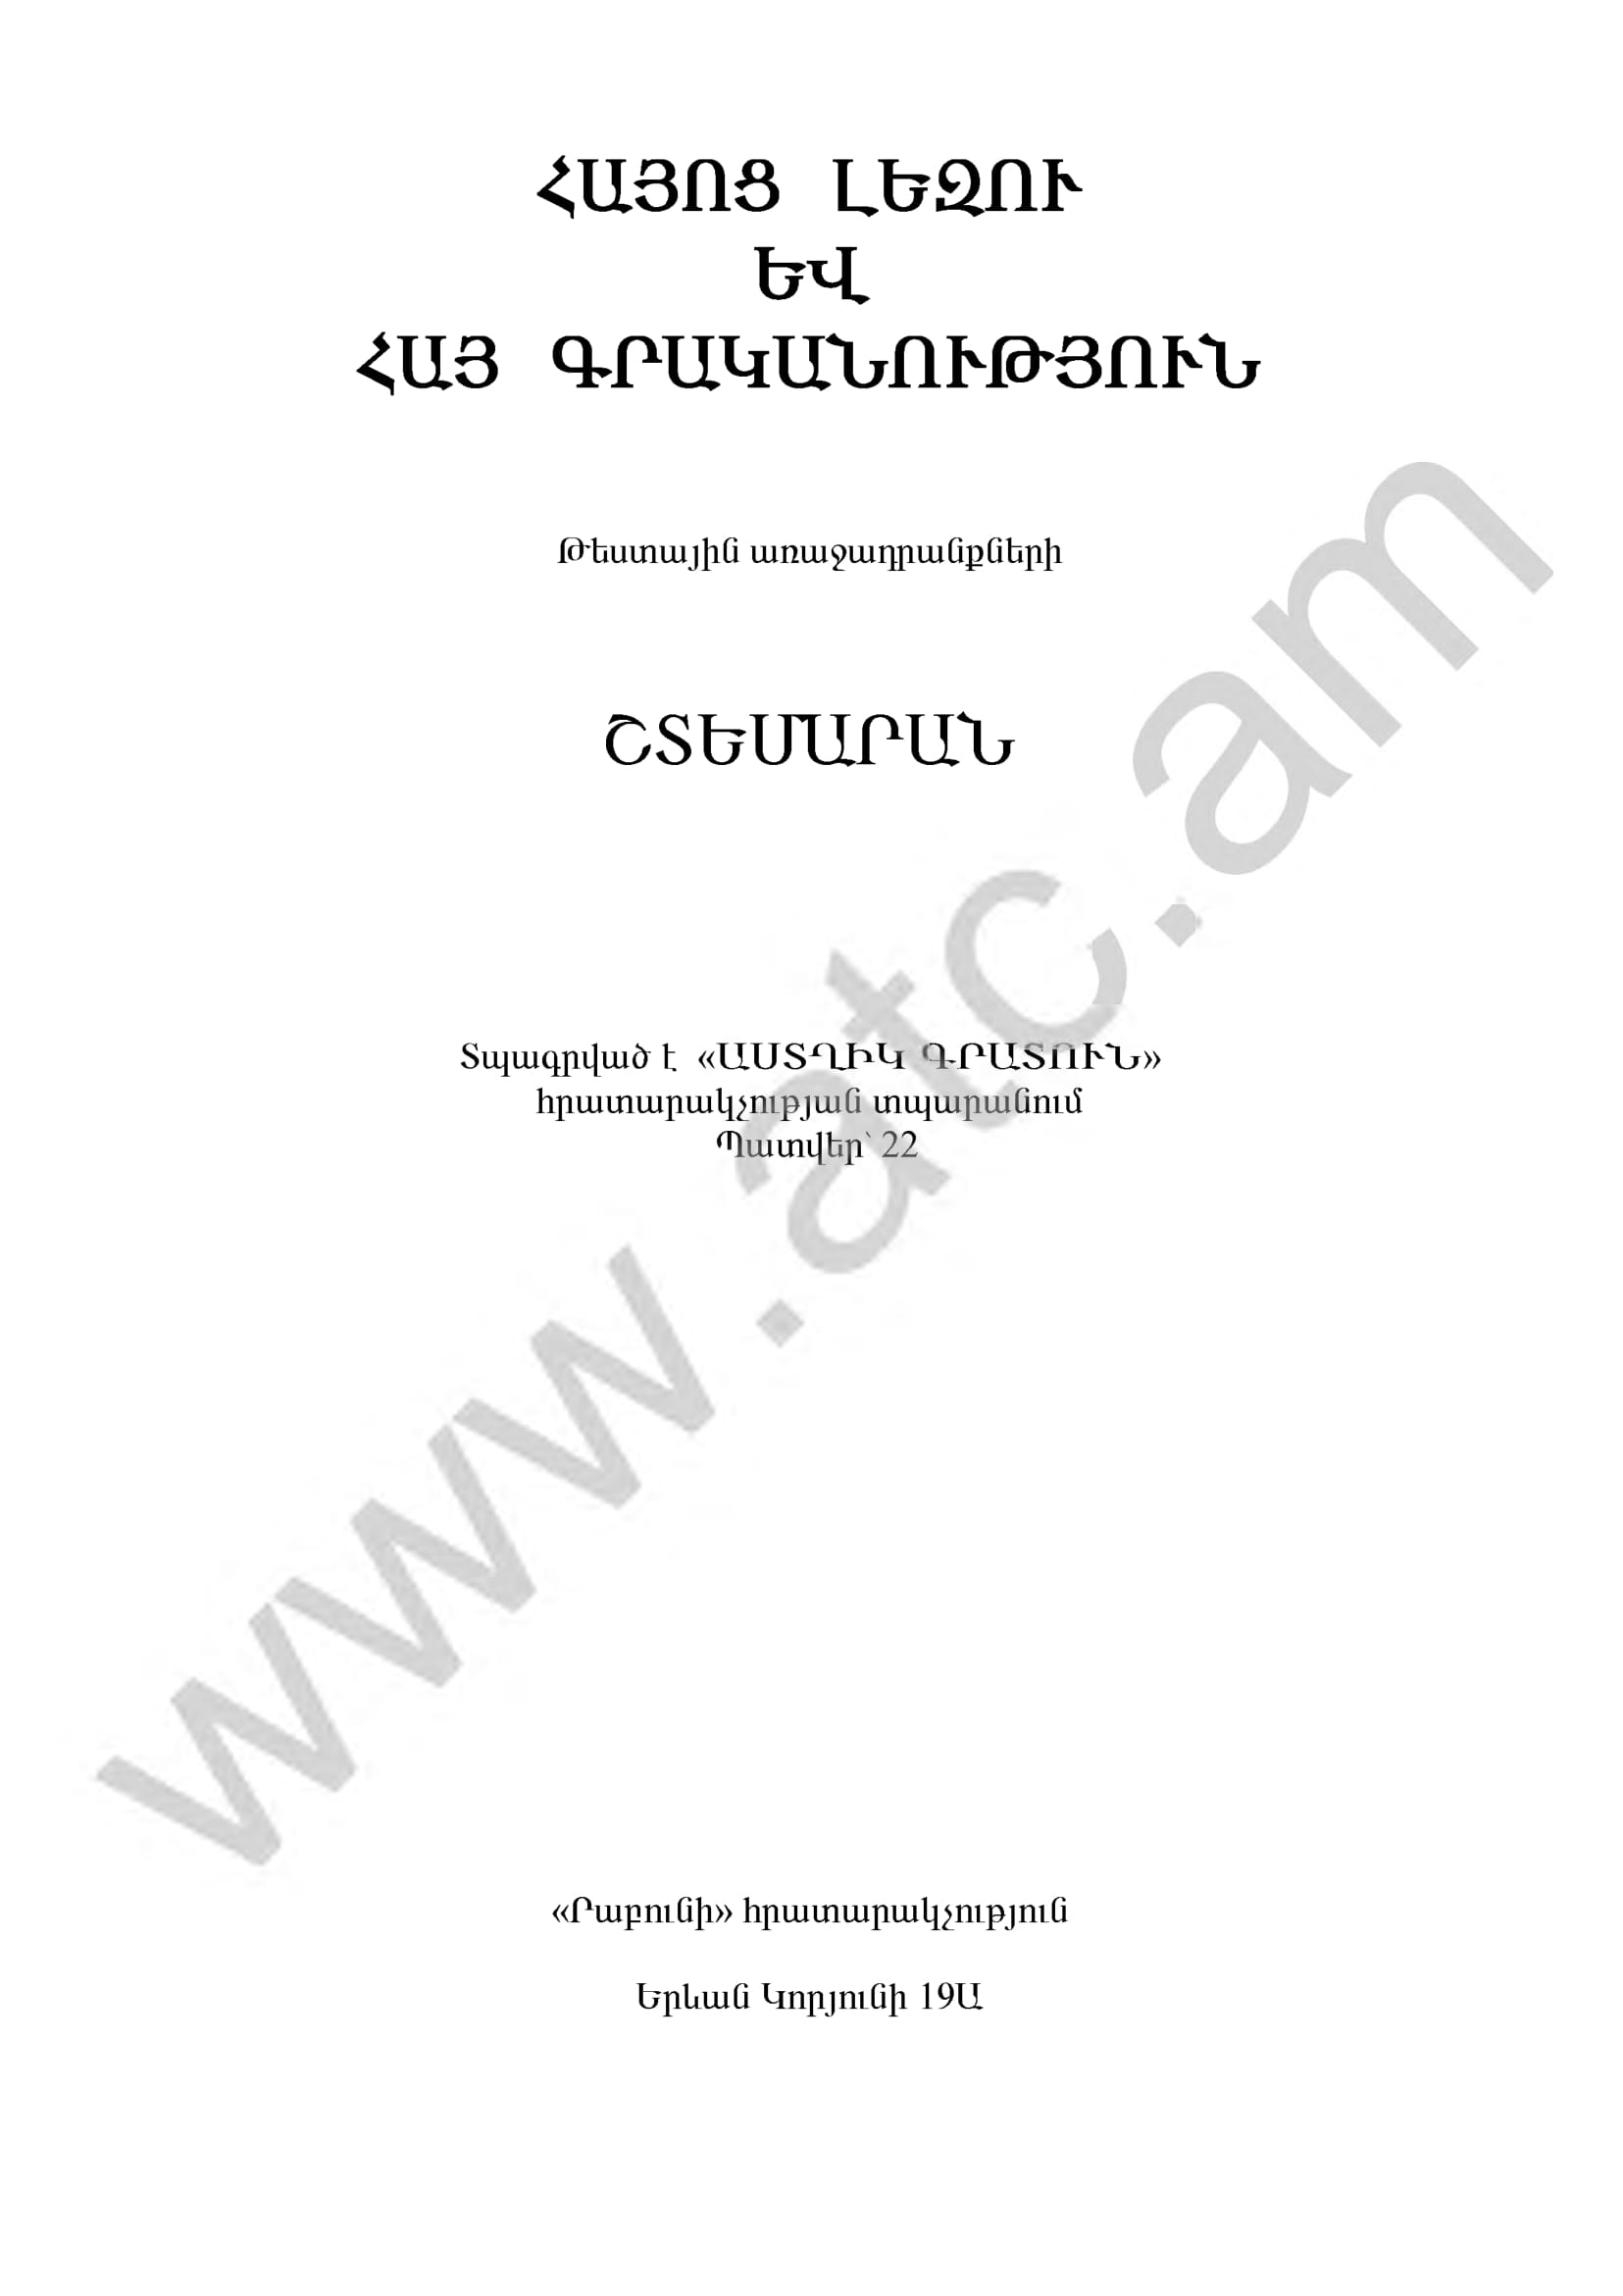 ՀԱՅՈՑ ԼԵԶՈՒ
ԵՎ
ՀԱՅ ԳՐԱԿԱՆՈՒԹՅՈՒՆ
Թեստային առաջադրանքների
ՇՏԵՄԱՐԱՆ
Տպագրված է «ԱՍՏՂԻԿ ԳՐԱՏՈՒՆ»
հրատարակչության տպարանում
Պատվեր՝ 22
www.atc.am
«Րաբունի» հրատարակչություն
Երևան Կորյունի 19Ա